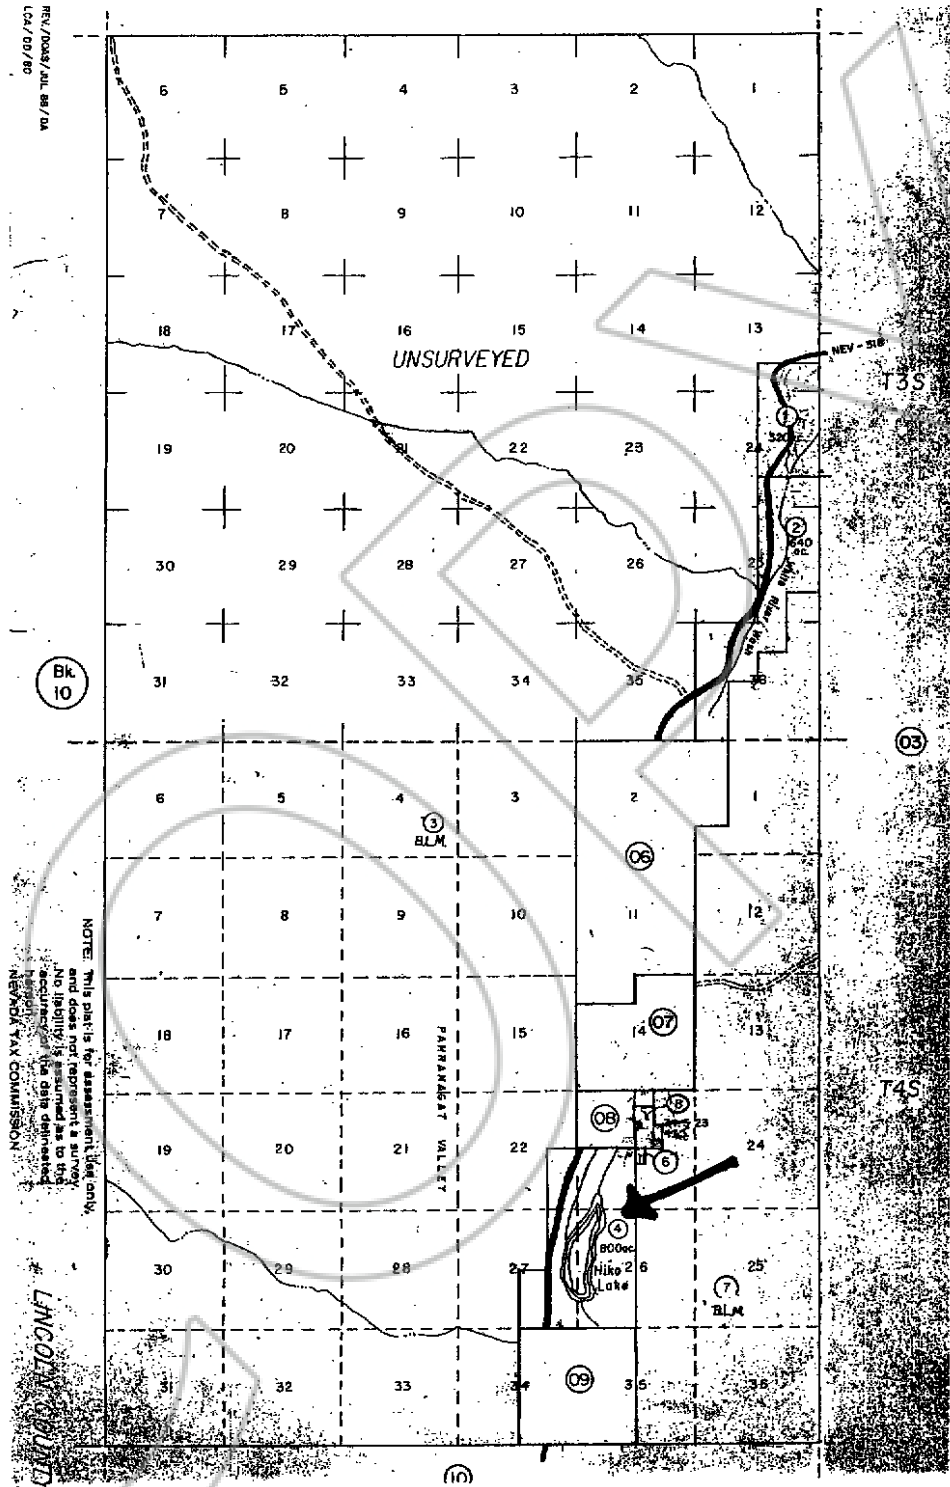 REV./DOAS/JUL 86/DA
LCA/DD/80
6 5 4 3 2 1
7 8 9 10 11 12
18 17 16 15 14 13
UNSURVEYED
NEV-318
T3S
1
320
19 20 21 22 23 24
2
640
ac.
30 29 28 27 26 25
White River Wash
Bk.
10
31 32 33 34 35 36
03
6 5 4 3 2 1
3
B.L.M.
06
7 8 9 10 11 12
18 17 16 15 14 13
07
PAHRANAGAT VALLEY
T4S
08
8
23
19 20 21 22 24
6
4
800ac.
Hiko
Lake
30 29 28 27 26 25
7
B.L.M.
31 32 33 34 35 36
09
10
NOTE: This plat is for assessment use only,
and does not represent a survey.
No liability is assumed as to the
accuracy of the data delineated
hereon.
NEVADA TAX COMMISSION
LINCOLN COUNTY